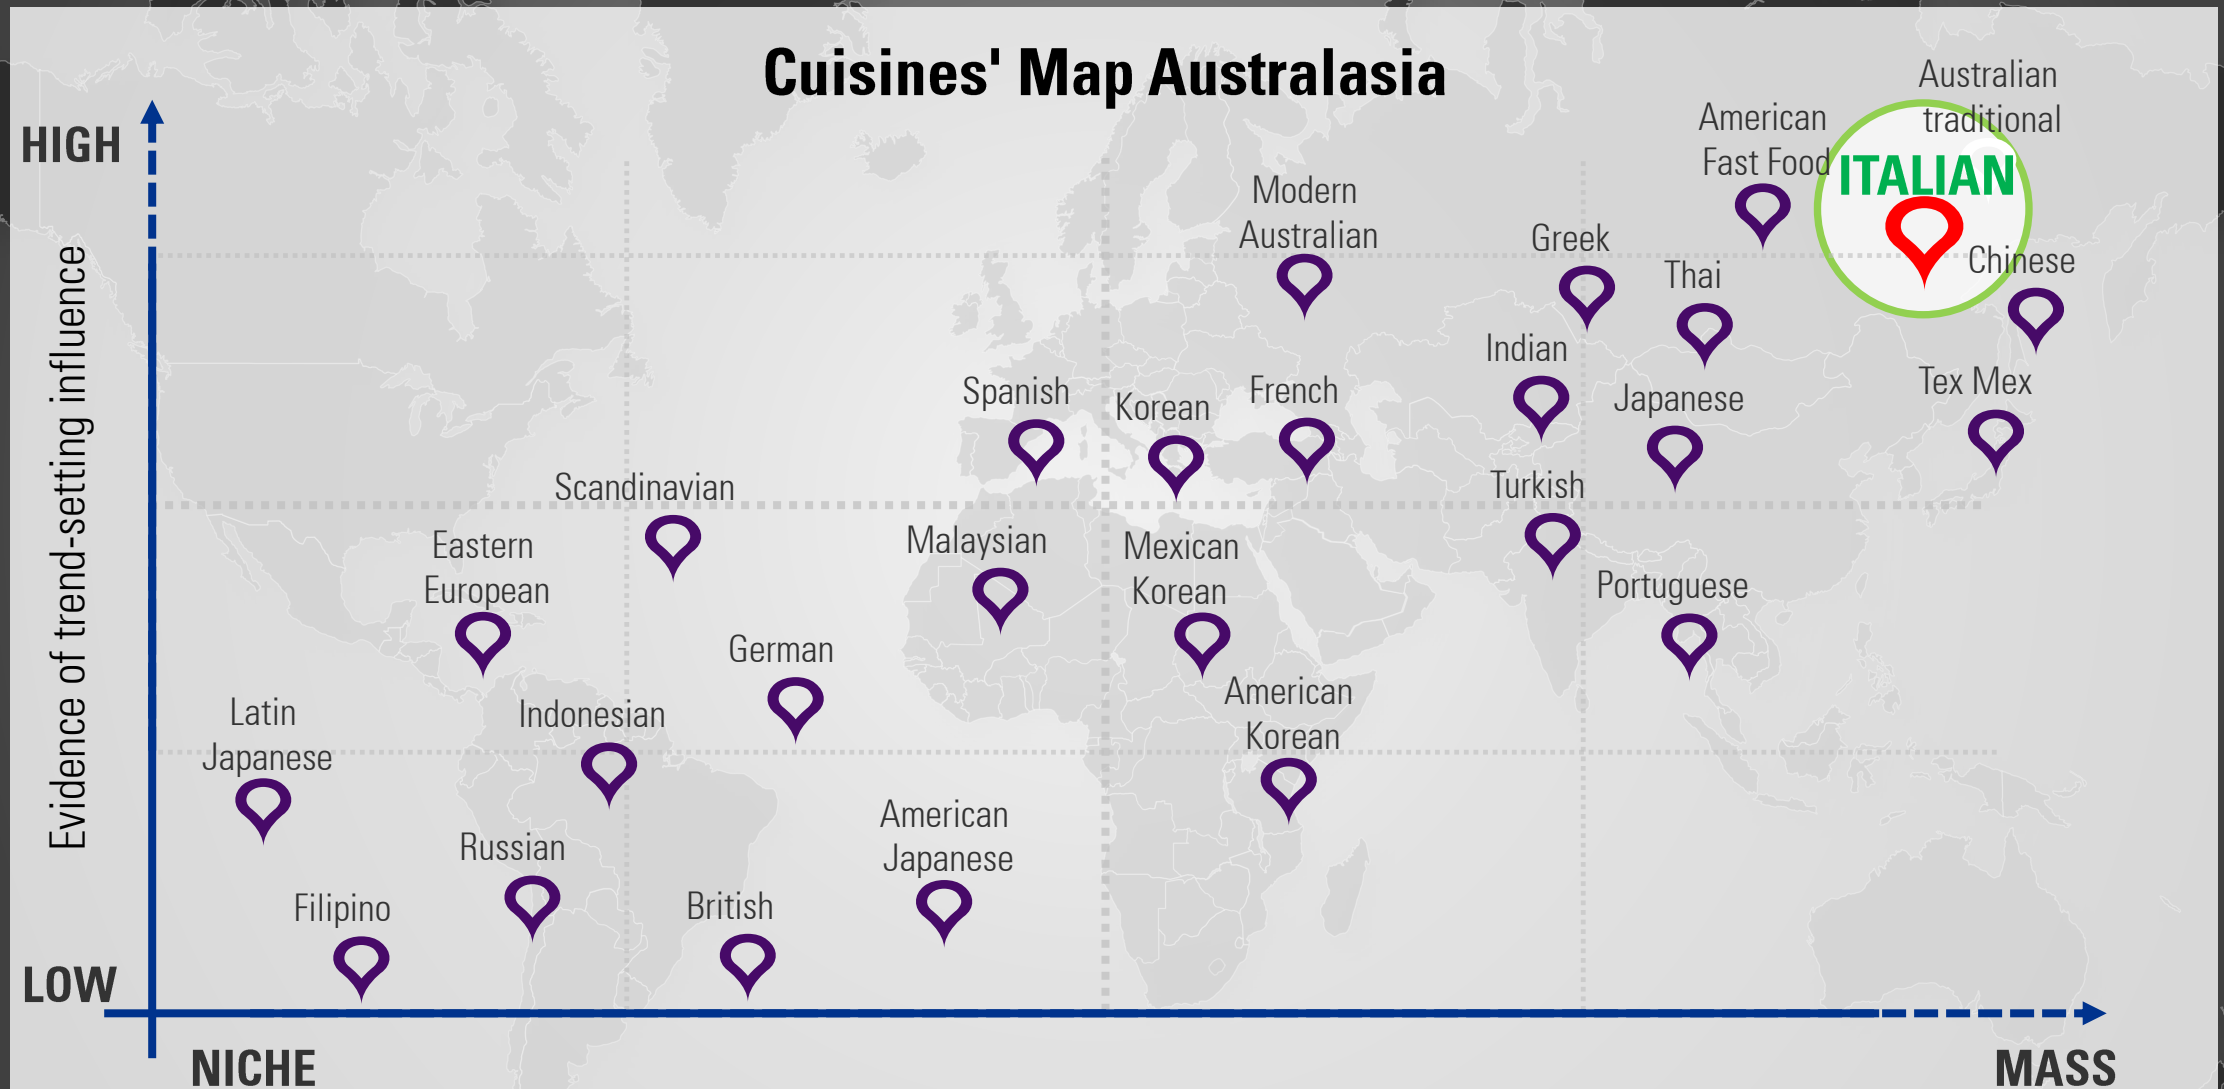 Cuisines' Map Australasia
HIGH
Evidence of trend-setting influence
LOW
NICHE
MASS
Australian
traditional
American
Fast Food
ITALIAN
Modern
Australian
Greek
Chinese
Thai
Indian
Tex Mex
Spanish
Korean
French
Japanese
Scandinavian
Turkish
Eastern
European
Malaysian
Mexican
Korean
Portuguese
German
American
Korean
Latin
Japanese
Indonesian
American
Japanese
Russian
Filipino
British